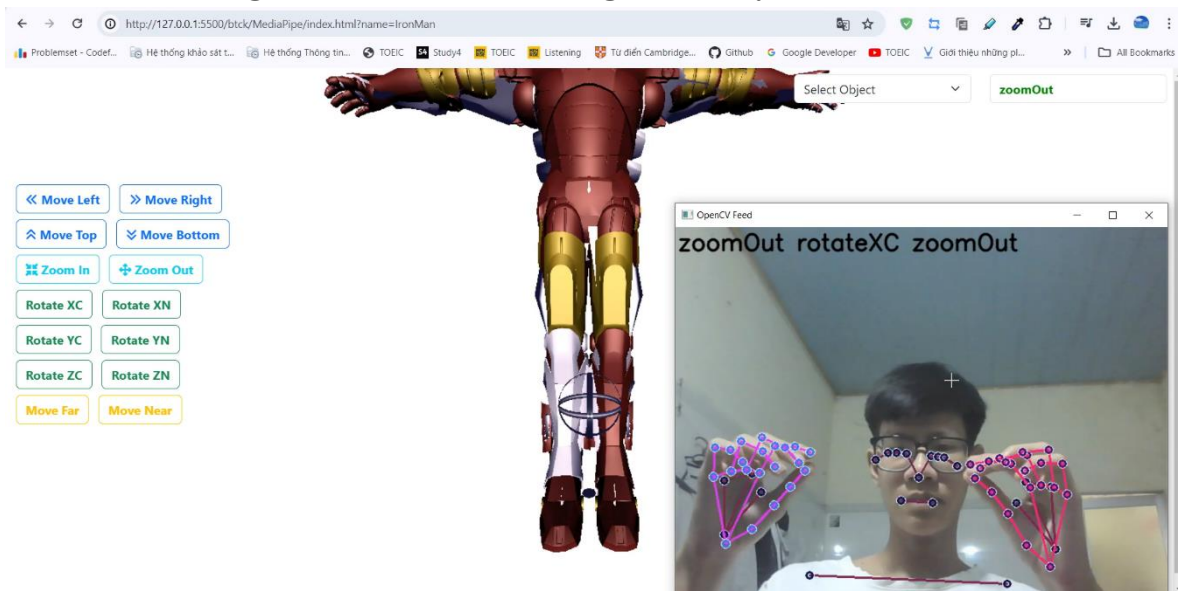 http://127.0.0.1:5500/btck/MediaPipe/index.html?name=IronMan
Problemset - Codef... Hệ thống khảo sát t... Hệ thống Thông tin... TOEIC S4 Study4 TOEIC Listening Từ điển Cambridge... Github Google Developer TOEIC Giới thiệu những pl... » All Bookmarks
Select Object zoomOut
Move Left Move Right
Move Top Move Bottom
Zoom In Zoom Out
Rotate XC Rotate XN
Rotate YC Rotate YN
Rotate ZC Rotate ZN
Move Far Move Near
OpenCV Feed
zoomOut rotateXC zoomOut